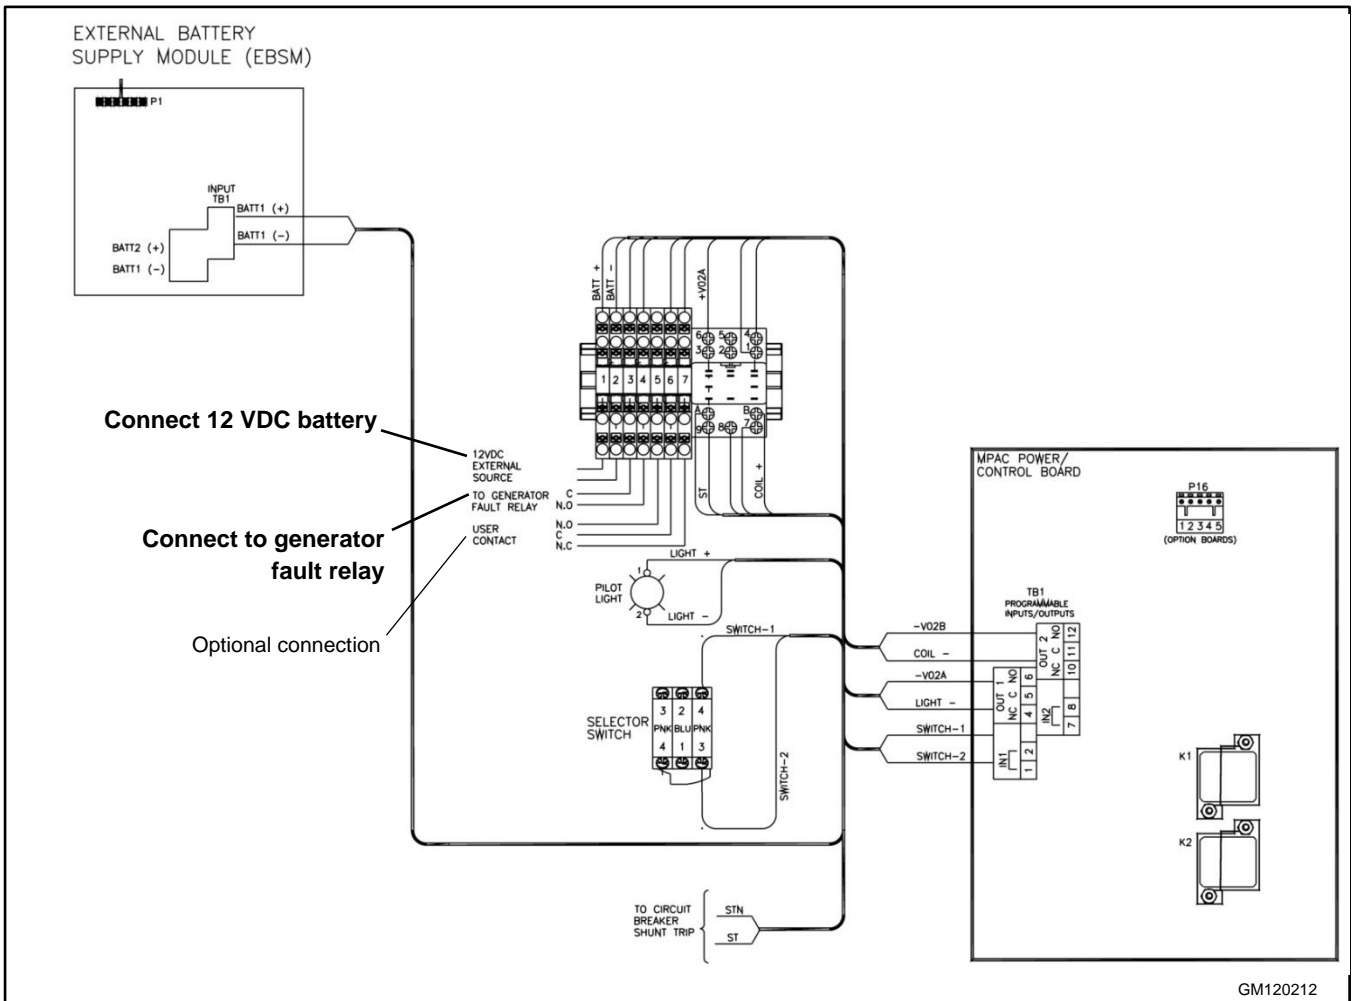 EXTERNAL BATTERY
SUPPLY MODULE (EBSM)
P1
INPUT
TB1
BATT1 (+)
BATT1 (-)
BATT2 (+)
BATT1 (-)
BATT +
BATT -
+V02A
6 5 4
3 2 1
1 2 3 4 5 6 7
A B
9 8 7
ST
COIL +
Connect 12 VDC battery
12VDC
EXTERNAL
SOURCE
TO GENERATOR
FAULT RELAY
C
N.O
Connect to generator
fault relay
USER
CONTACT
N.O
C
N.C
Optional connection
LIGHT +
PILOT
LIGHT
1
2
LIGHT -
SWITCH-1
SELECTOR
SWITCH
3 2 4
PNK BLU PNK
4 1 3
SWITCH-2
MPAC POWER/
CONTROL BOARD
P16
1 2 3 4 5
(OPTION BOARDS)
TB1
PROGRAMMABLE
INPUTS/OUTPUTS
-V02B
COIL -
-V02A
LIGHT -
SWITCH-1
SWITCH-2
OUT 2
NC C NO
10 11 12
OUT 1
NC C NO
4 5 6
IN2
7 8
IN1
1 2
K1
K2
TO CIRCUIT
BREAKER
SHUNT TRIP
STN
ST
GM120212